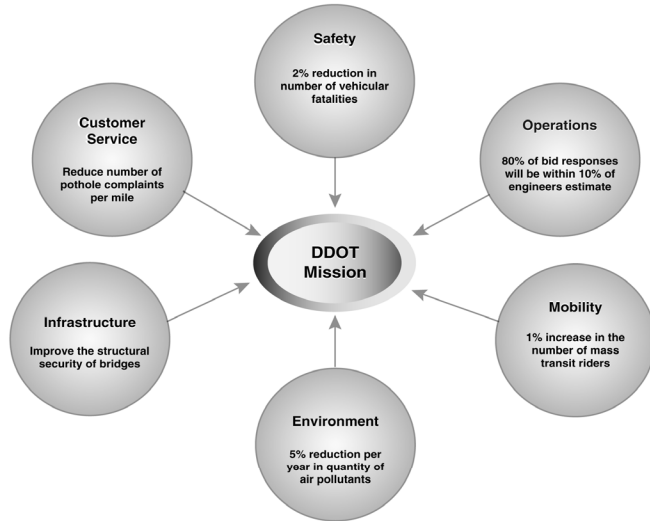 Safety
2% reduction in
number of vehicular
fatalities
Customer
Service
Reduce number of
pothole complaints
per mile
Operations
80% of bid responses
will be within 10% of
engineers estimate
DDOT
Mission
Infrastructure
Improve the structural
security of bridges
Mobility
1% increase in the
number of mass
transit riders
Environment
5% reduction per
year in quantity of
air pollutants